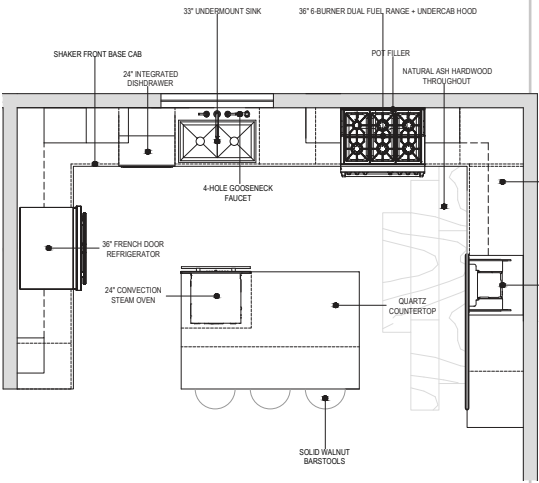 33" UNDERMOUNT SINK
36" 6-BURNER DUAL FUEL RANGE + UNDERCAB HOOD
SHAKER FRONT BASE CAB
POT FILLER
24" INTEGRATED
DISHDRAWER
NATURAL ASH HARDWOOD
THROUGHOUT
4-HOLE GOOSENECK
FAUCET
36" FRENCH DOOR
REFRIGERATOR
24" CONVECTION
STEAM OVEN
QUARTZ
COUNTERTOP
SOLID WALNUT
BARSTOOLS